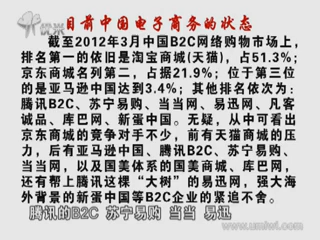 目前中国电子商务的状态
截至2012年3月中国B2C网络购物市场上，
排名第一的依旧是淘宝商城(天猫)，占51.3%；
京东商城名列第二，占据21.9%；位于第三位
的是亚马逊中国达到3.4%；其他排名依次为：
腾讯B2C、苏宁易购、当当网、易迅网、凡客
诚品、库巴网、新蛋中国。无疑，从中可看出
京东商城的竞争对手不少，前有天猫商城的压
力，后有亚马逊中国、腾讯B2C、苏宁易购、
当当网，以及国美体系的国美商城、库巴网，
还有帮上腾讯这棵“大树”的易迅网，强大海
外背景的新蛋中国等B2C企业的紧追不舍。
腾讯的B2C 苏宁易购 当当 易迅
www.umiwi.com